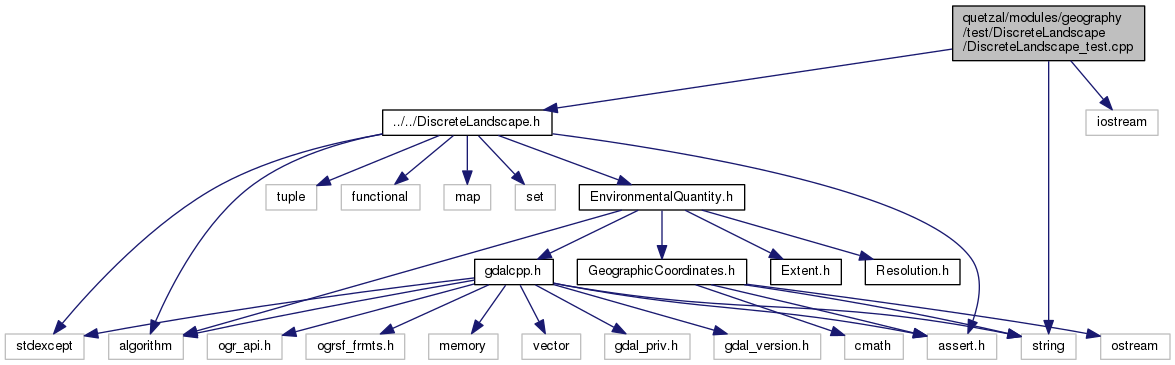 quetzal/modules/geography
/test/DiscreteLandscape
/DiscreteLandscape_test.cpp
../../DiscreteLandscape.h
iostream
tuple
functional
map
set
EnvironmentalQuantity.h
gdalcpp.h
GeographicCoordinates.h
Extent.h
Resolution.h
stdexcept
algorithm
ogr_api.h
ogrsf_frmts.h
memory
vector
gdal_priv.h
gdal_version.h
cmath
assert.h
string
ostream